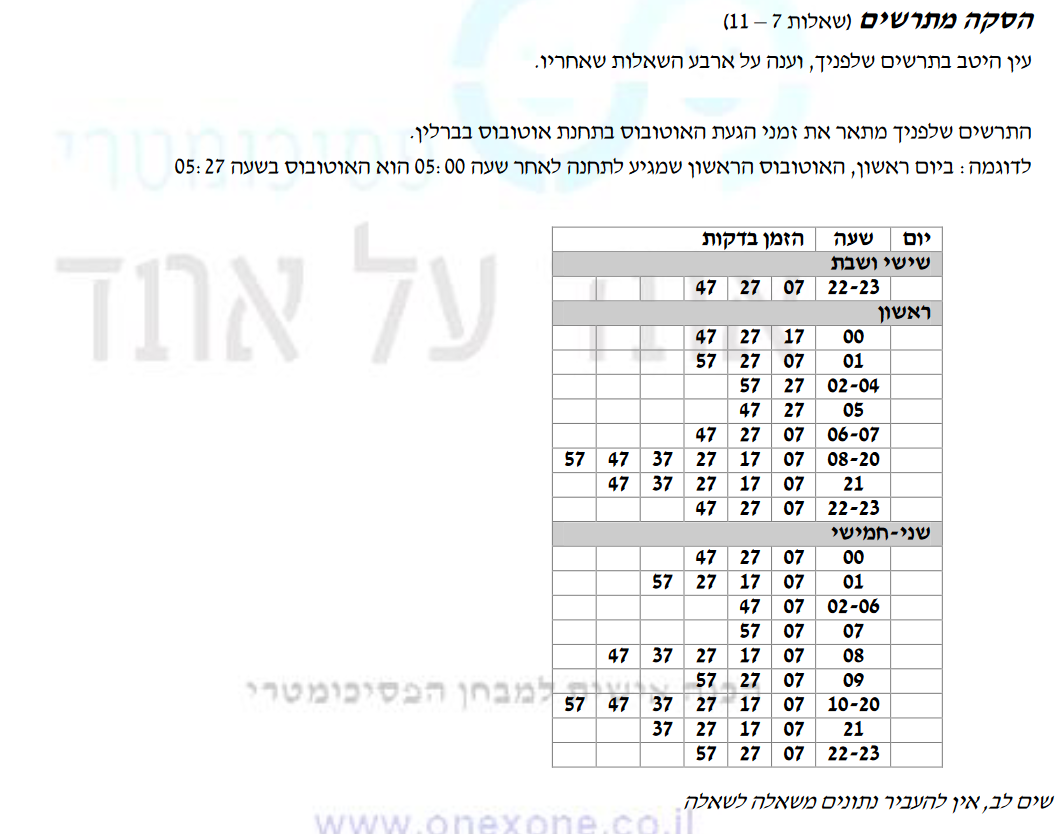 הסקה מתרשים (שאלות 7 – 11)
עין היטב בתרשים שלפניך, וענה על ארבע השאלות שאחריו.
פסיכומטרי
התרשים שלפניך מתאר את זמני הגעת האוטובוס בתחנת אוטובוס בברלין.
לדוגמה: ביום ראשון, האוטובוס הראשון שמגיע לתחנה לאחר שעה 05:00 הוא האוטובוס בשעה 05:27
אחד על אחד
יום שעה הזמן בדקות
שישי ושבת
22-23 07 27 47
ראשון
00 17 27 47
01 07 27 57
02-04 27 57
05 27 47
06-07 07 27 47
08-20 07 17 27 37 47 57
21 07 17 27 37 47
22-23 07 27 47
שני-חמישי
00 07 27 47
01 07 17 27 57
02-06 07 47
07 07 57
08 07 17 27 37 47
09 07 27 57
הכנה אישית למבחן הפסיכומטרי
10-20 07 17 27 37 47 57
21 07 17 27 37
22-23 07 27 57
שים לב, אין להעביר נתונים משאלה לשאלה
www.onexone.co.il